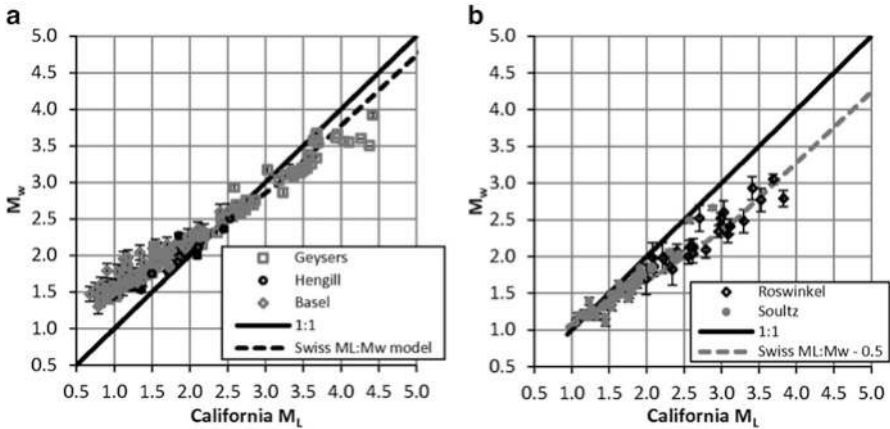 a
5.0
4.5
4.0
3.5
3.0
2.5
2.0
1.5
1.0
0.5
Mw
Geysers
Hengill
Basel
1:1
Swiss ML:Mw model
0.5 1.0 1.5 2.0 2.5 3.0 3.5 4.0 4.5 5.0
California ML
b
5.0
4.5
4.0
3.5
3.0
2.5
2.0
1.5
1.0
0.5
Mw
Roswinkel
Soultz
1:1
Swiss ML:Mw - 0.5
0.5 1.0 1.5 2.0 2.5 3.0 3.5 4.0 4.5 5.0
California ML